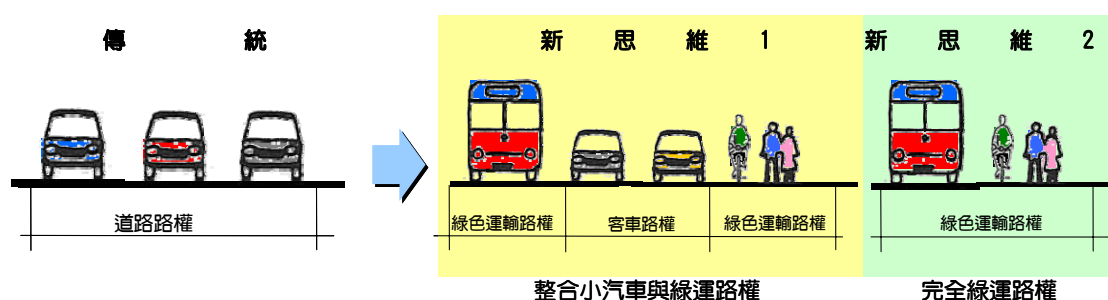 傳 統
新 思 維 1
新 思 維 2
道路路權
綠色運輸路權
客車路權
綠色運輸路權
綠色運輸路權
整合小汽車與綠運路權
完全綠運路權